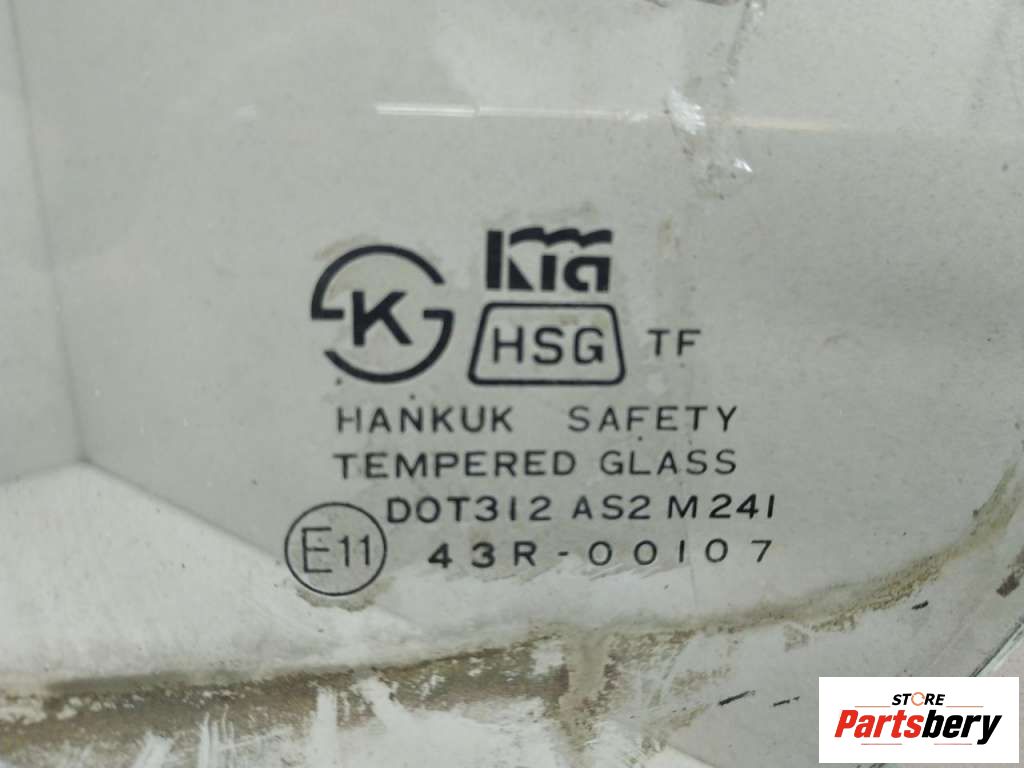 KIA
K
HSG TF
HANKUK SAFETY
TEMPERED GLASS
DOT312 AS2 M241
E11 43R-00107
STORE
Partsbery